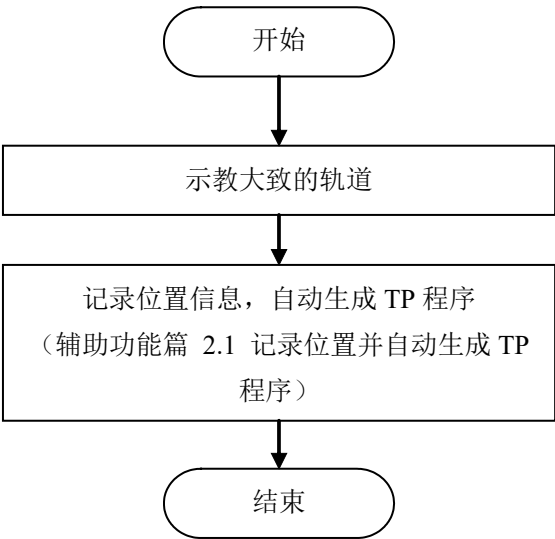 开始
示教大致的轨道
记录位置信息，自动生成 TP 程序
（辅助功能篇 2.1 记录位置并自动生成 TP
程序）
结束